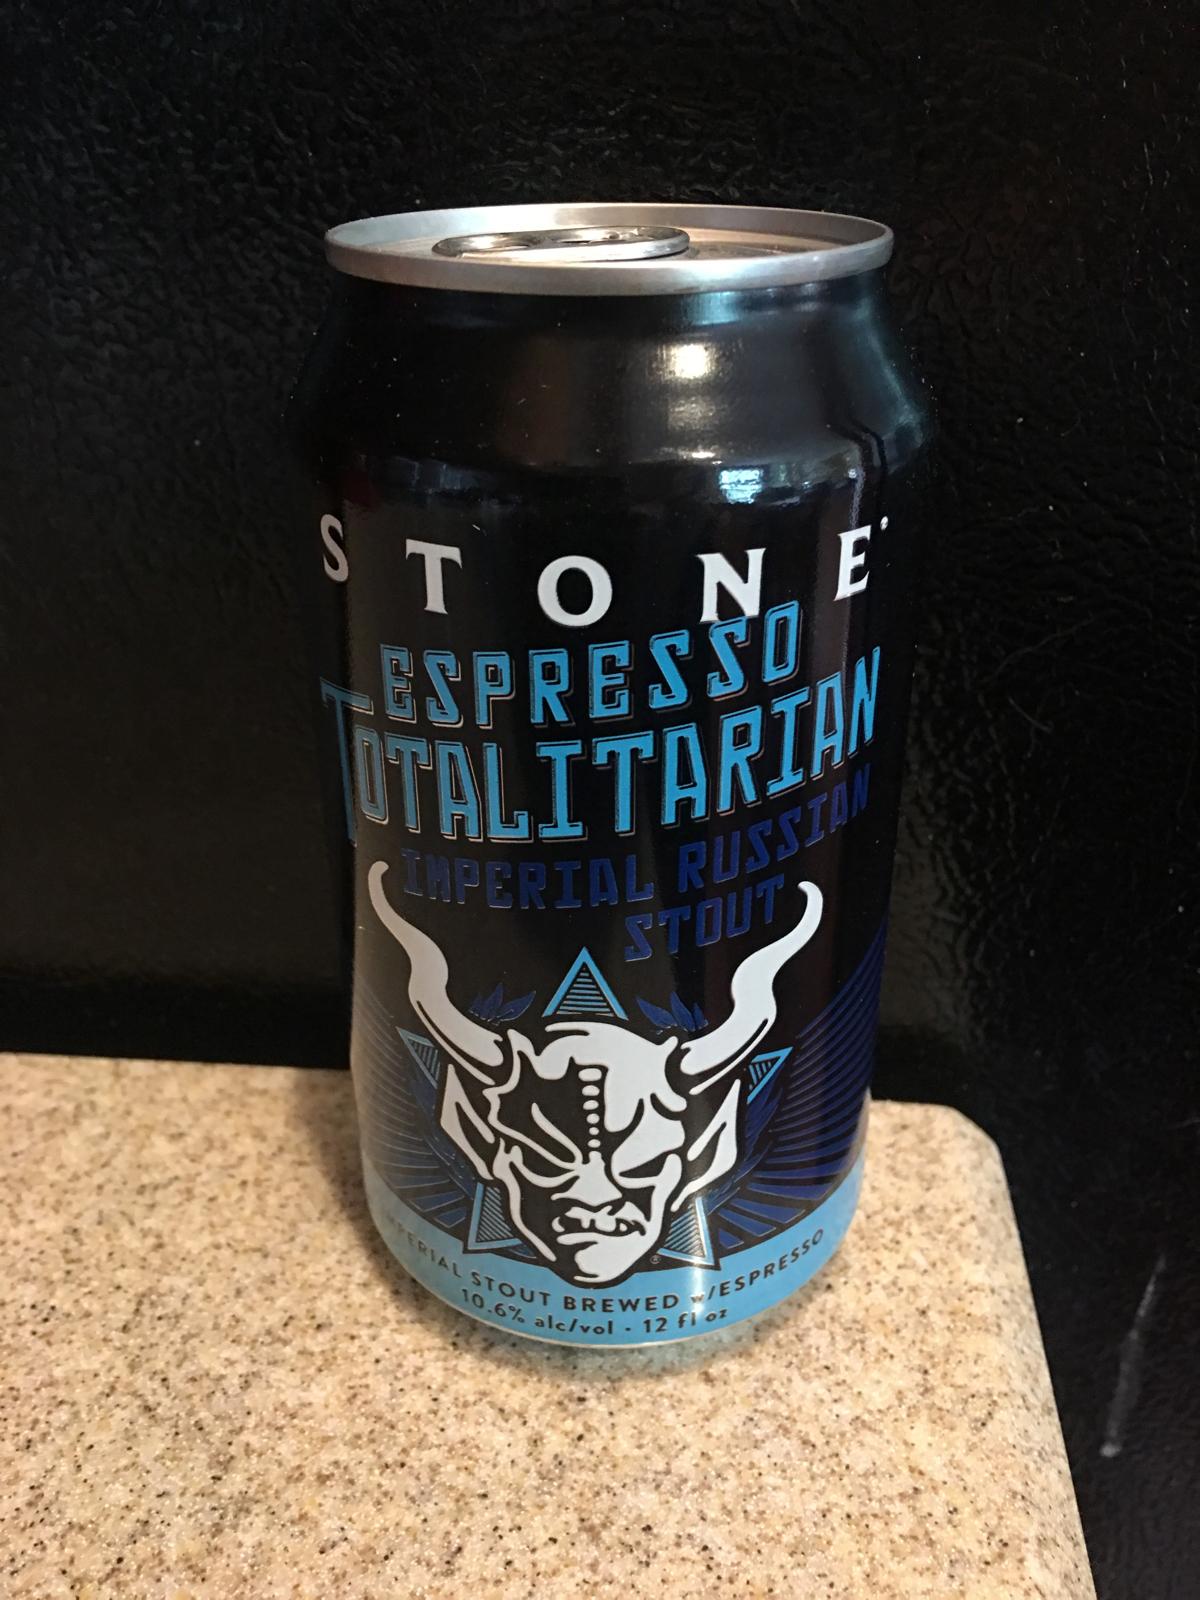 STONE
ESPRESSO
TOTALITARIAN
IMPERIAL RUSSIAN
STOUT
IMPERIAL STOUT BREWED w/ESPRESSO
10.6% alc/vol · 12 fl oz